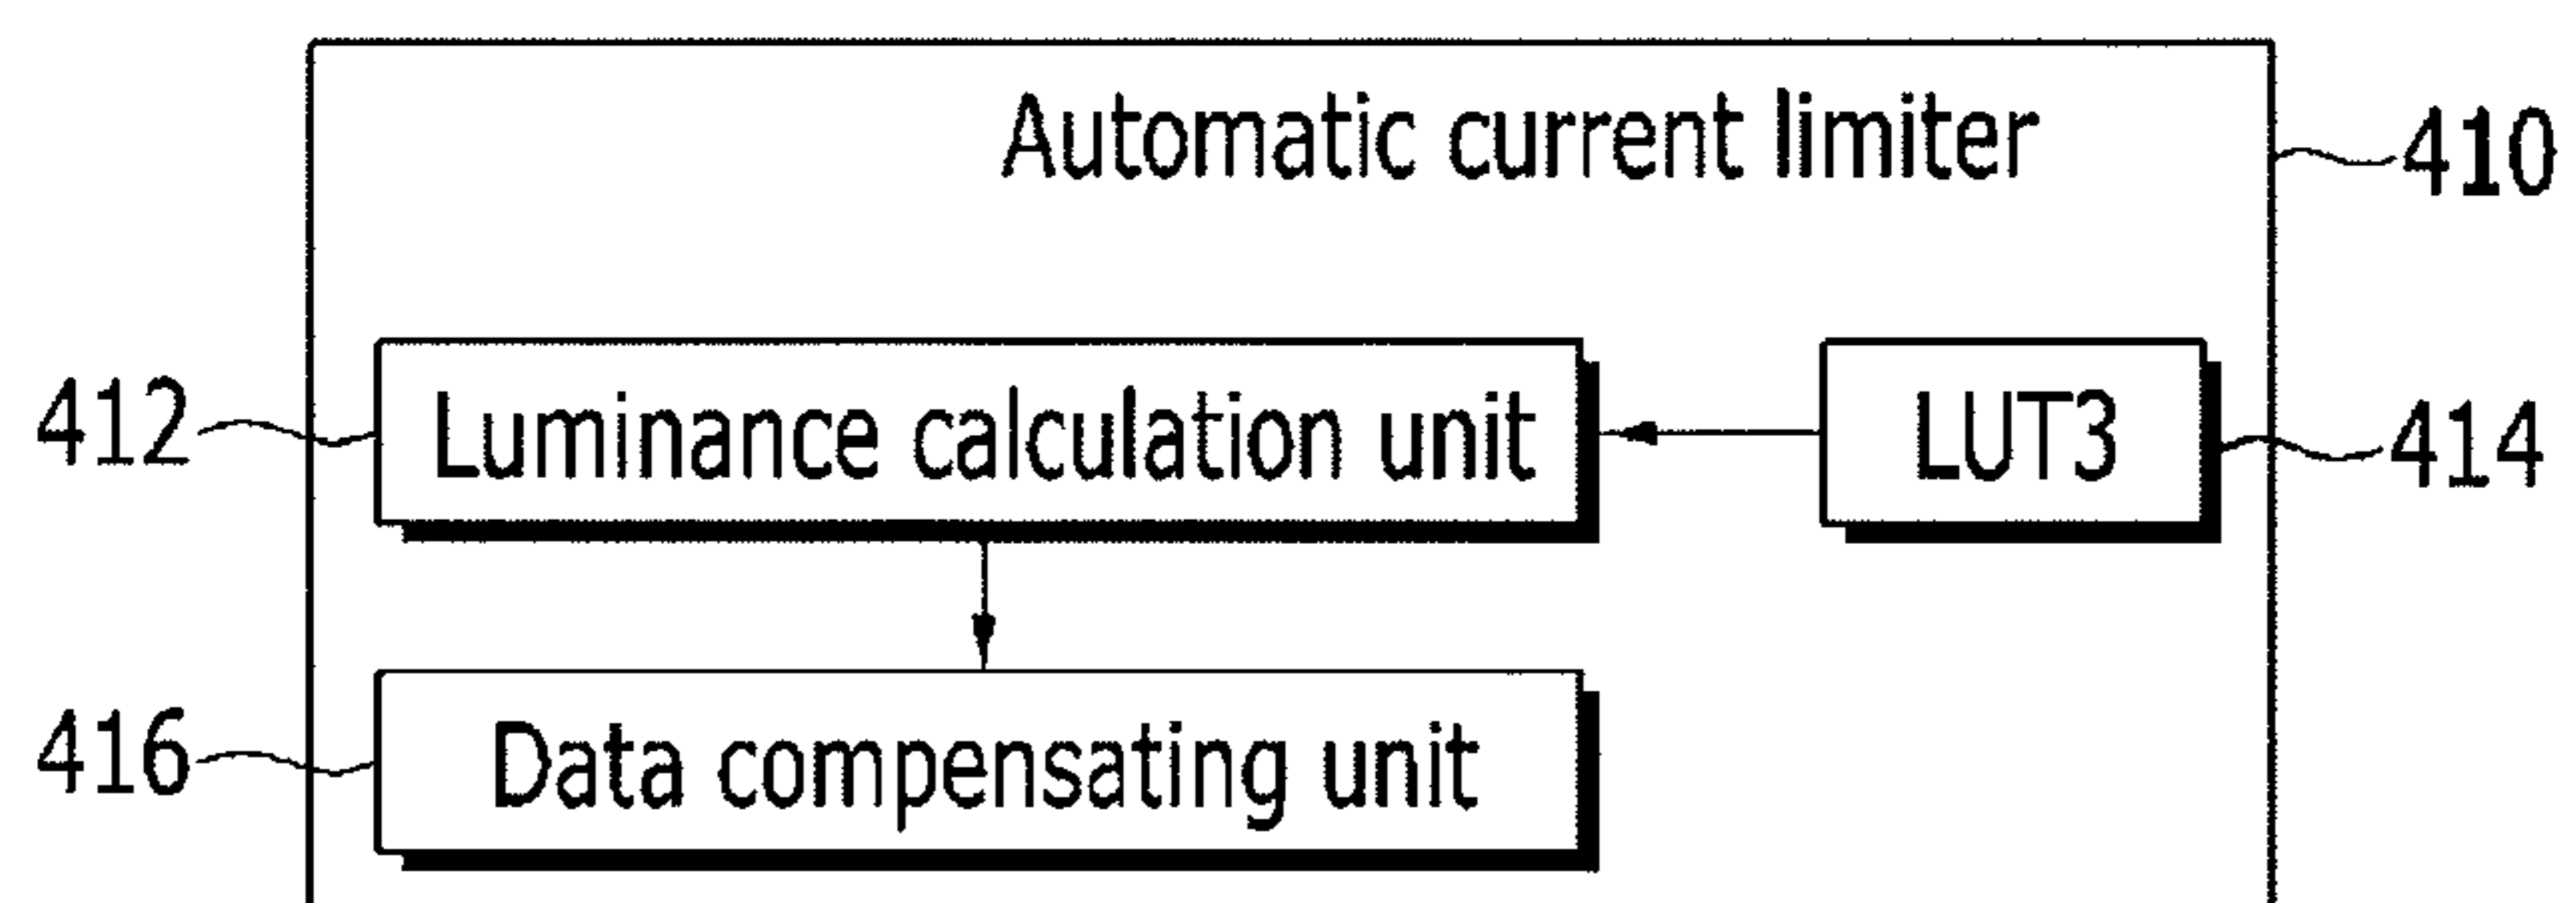 Automatic current limiter
410
412
Luminance calculation unit
LUT3
414
416
Data compensating unit